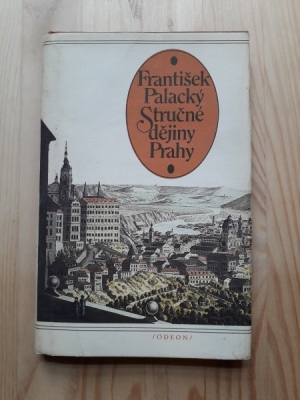 František
Palacký
Stručné
dějiny
Prahy
/ODEON/